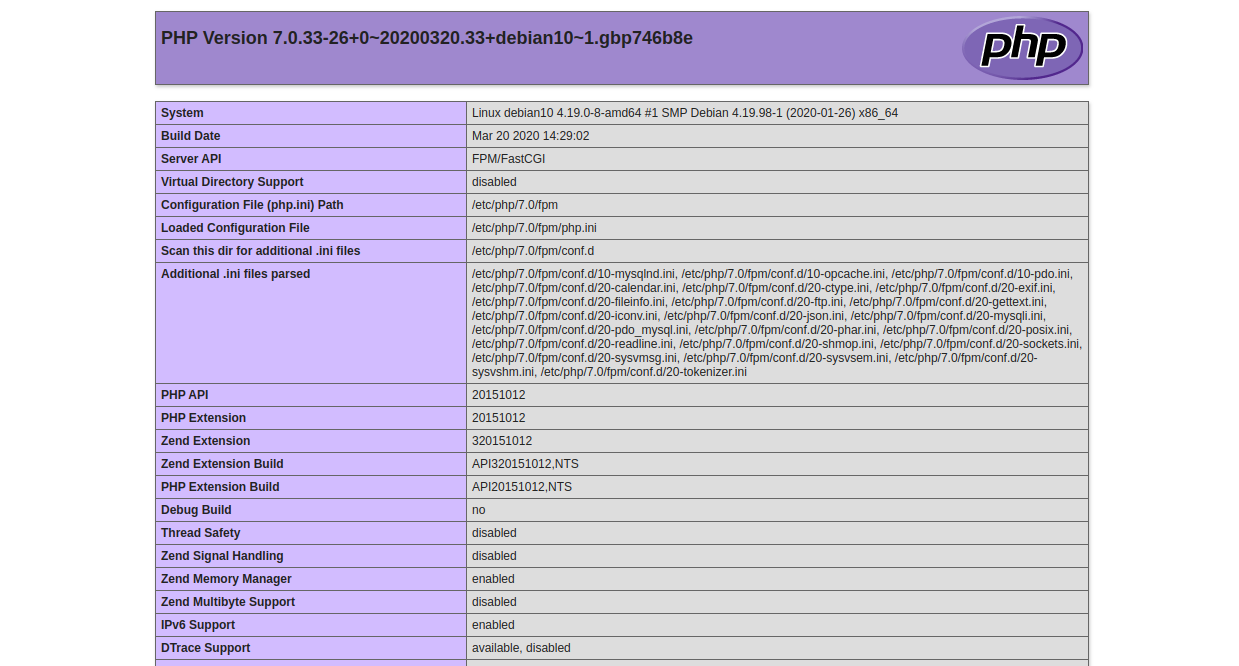 PHP Version 7.0.33-26+0~20200320.33+debian10~1.gbp746b8e
php
System Linux debian10 4.19.0-8-amd64 #1 SMP Debian 4.19.98-1 (2020-01-26) x86_64
Build Date Mar 20 2020 14:29:02
Server API FPM/FastCGI
Virtual Directory Support disabled
Configuration File (php.ini) Path /etc/php/7.0/fpm
Loaded Configuration File /etc/php/7.0/fpm/php.ini
Scan this dir for additional .ini files /etc/php/7.0/fpm/conf.d
Additional .ini files parsed /etc/php/7.0/fpm/conf.d/10-mysqlnd.ini, /etc/php/7.0/fpm/conf.d/10-opcache.ini, /etc/php/7.0/fpm/conf.d/10-pdo.ini,
/etc/php/7.0/fpm/conf.d/20-calendar.ini, /etc/php/7.0/fpm/conf.d/20-ctype.ini, /etc/php/7.0/fpm/conf.d/20-exif.ini,
/etc/php/7.0/fpm/conf.d/20-fileinfo.ini, /etc/php/7.0/fpm/conf.d/20-ftp.ini, /etc/php/7.0/fpm/conf.d/20-gettext.ini,
/etc/php/7.0/fpm/conf.d/20-iconv.ini, /etc/php/7.0/fpm/conf.d/20-json.ini, /etc/php/7.0/fpm/conf.d/20-mysqli.ini,
/etc/php/7.0/fpm/conf.d/20-pdo_mysql.ini, /etc/php/7.0/fpm/conf.d/20-phar.ini, /etc/php/7.0/fpm/conf.d/20-posix.ini,
/etc/php/7.0/fpm/conf.d/20-readline.ini, /etc/php/7.0/fpm/conf.d/20-shmop.ini, /etc/php/7.0/fpm/conf.d/20-sockets.ini,
/etc/php/7.0/fpm/conf.d/20-sysvmsg.ini, /etc/php/7.0/fpm/conf.d/20-sysvsem.ini, /etc/php/7.0/fpm/conf.d/20-
sysvshm.ini, /etc/php/7.0/fpm/conf.d/20-tokenizer.ini
PHP API 20151012
PHP Extension 20151012
Zend Extension 320151012
Zend Extension Build API320151012,NTS
PHP Extension Build API20151012,NTS
Debug Build no
Thread Safety disabled
Zend Signal Handling disabled
Zend Memory Manager enabled
Zend Multibyte Support disabled
IPv6 Support enabled
DTrace Support available, disabled